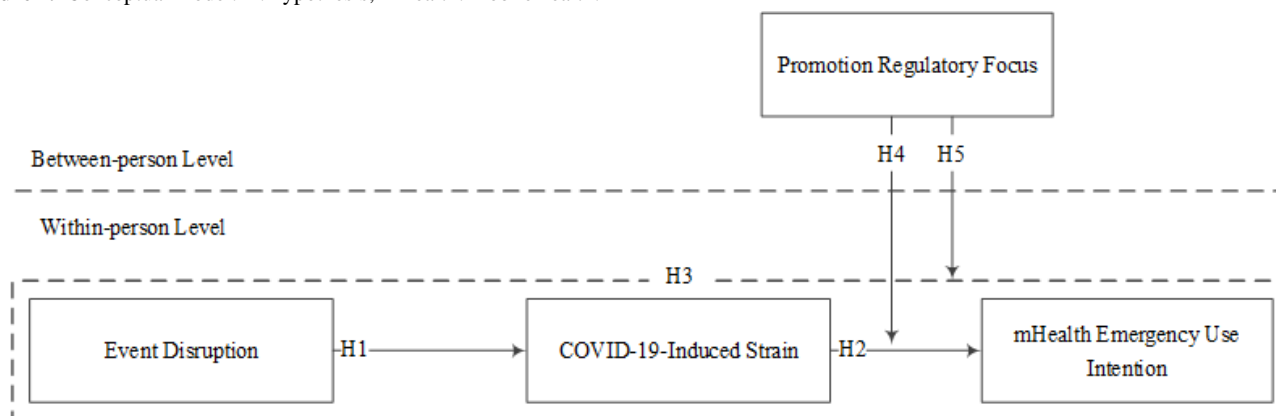 Promotion Regulatory Focus
H4
H5
Between-person Level
Within-person Level
H3
Event Disruption
H1
COVID-19-Induced Strain
H2
mHealth Emergency Use
Intention